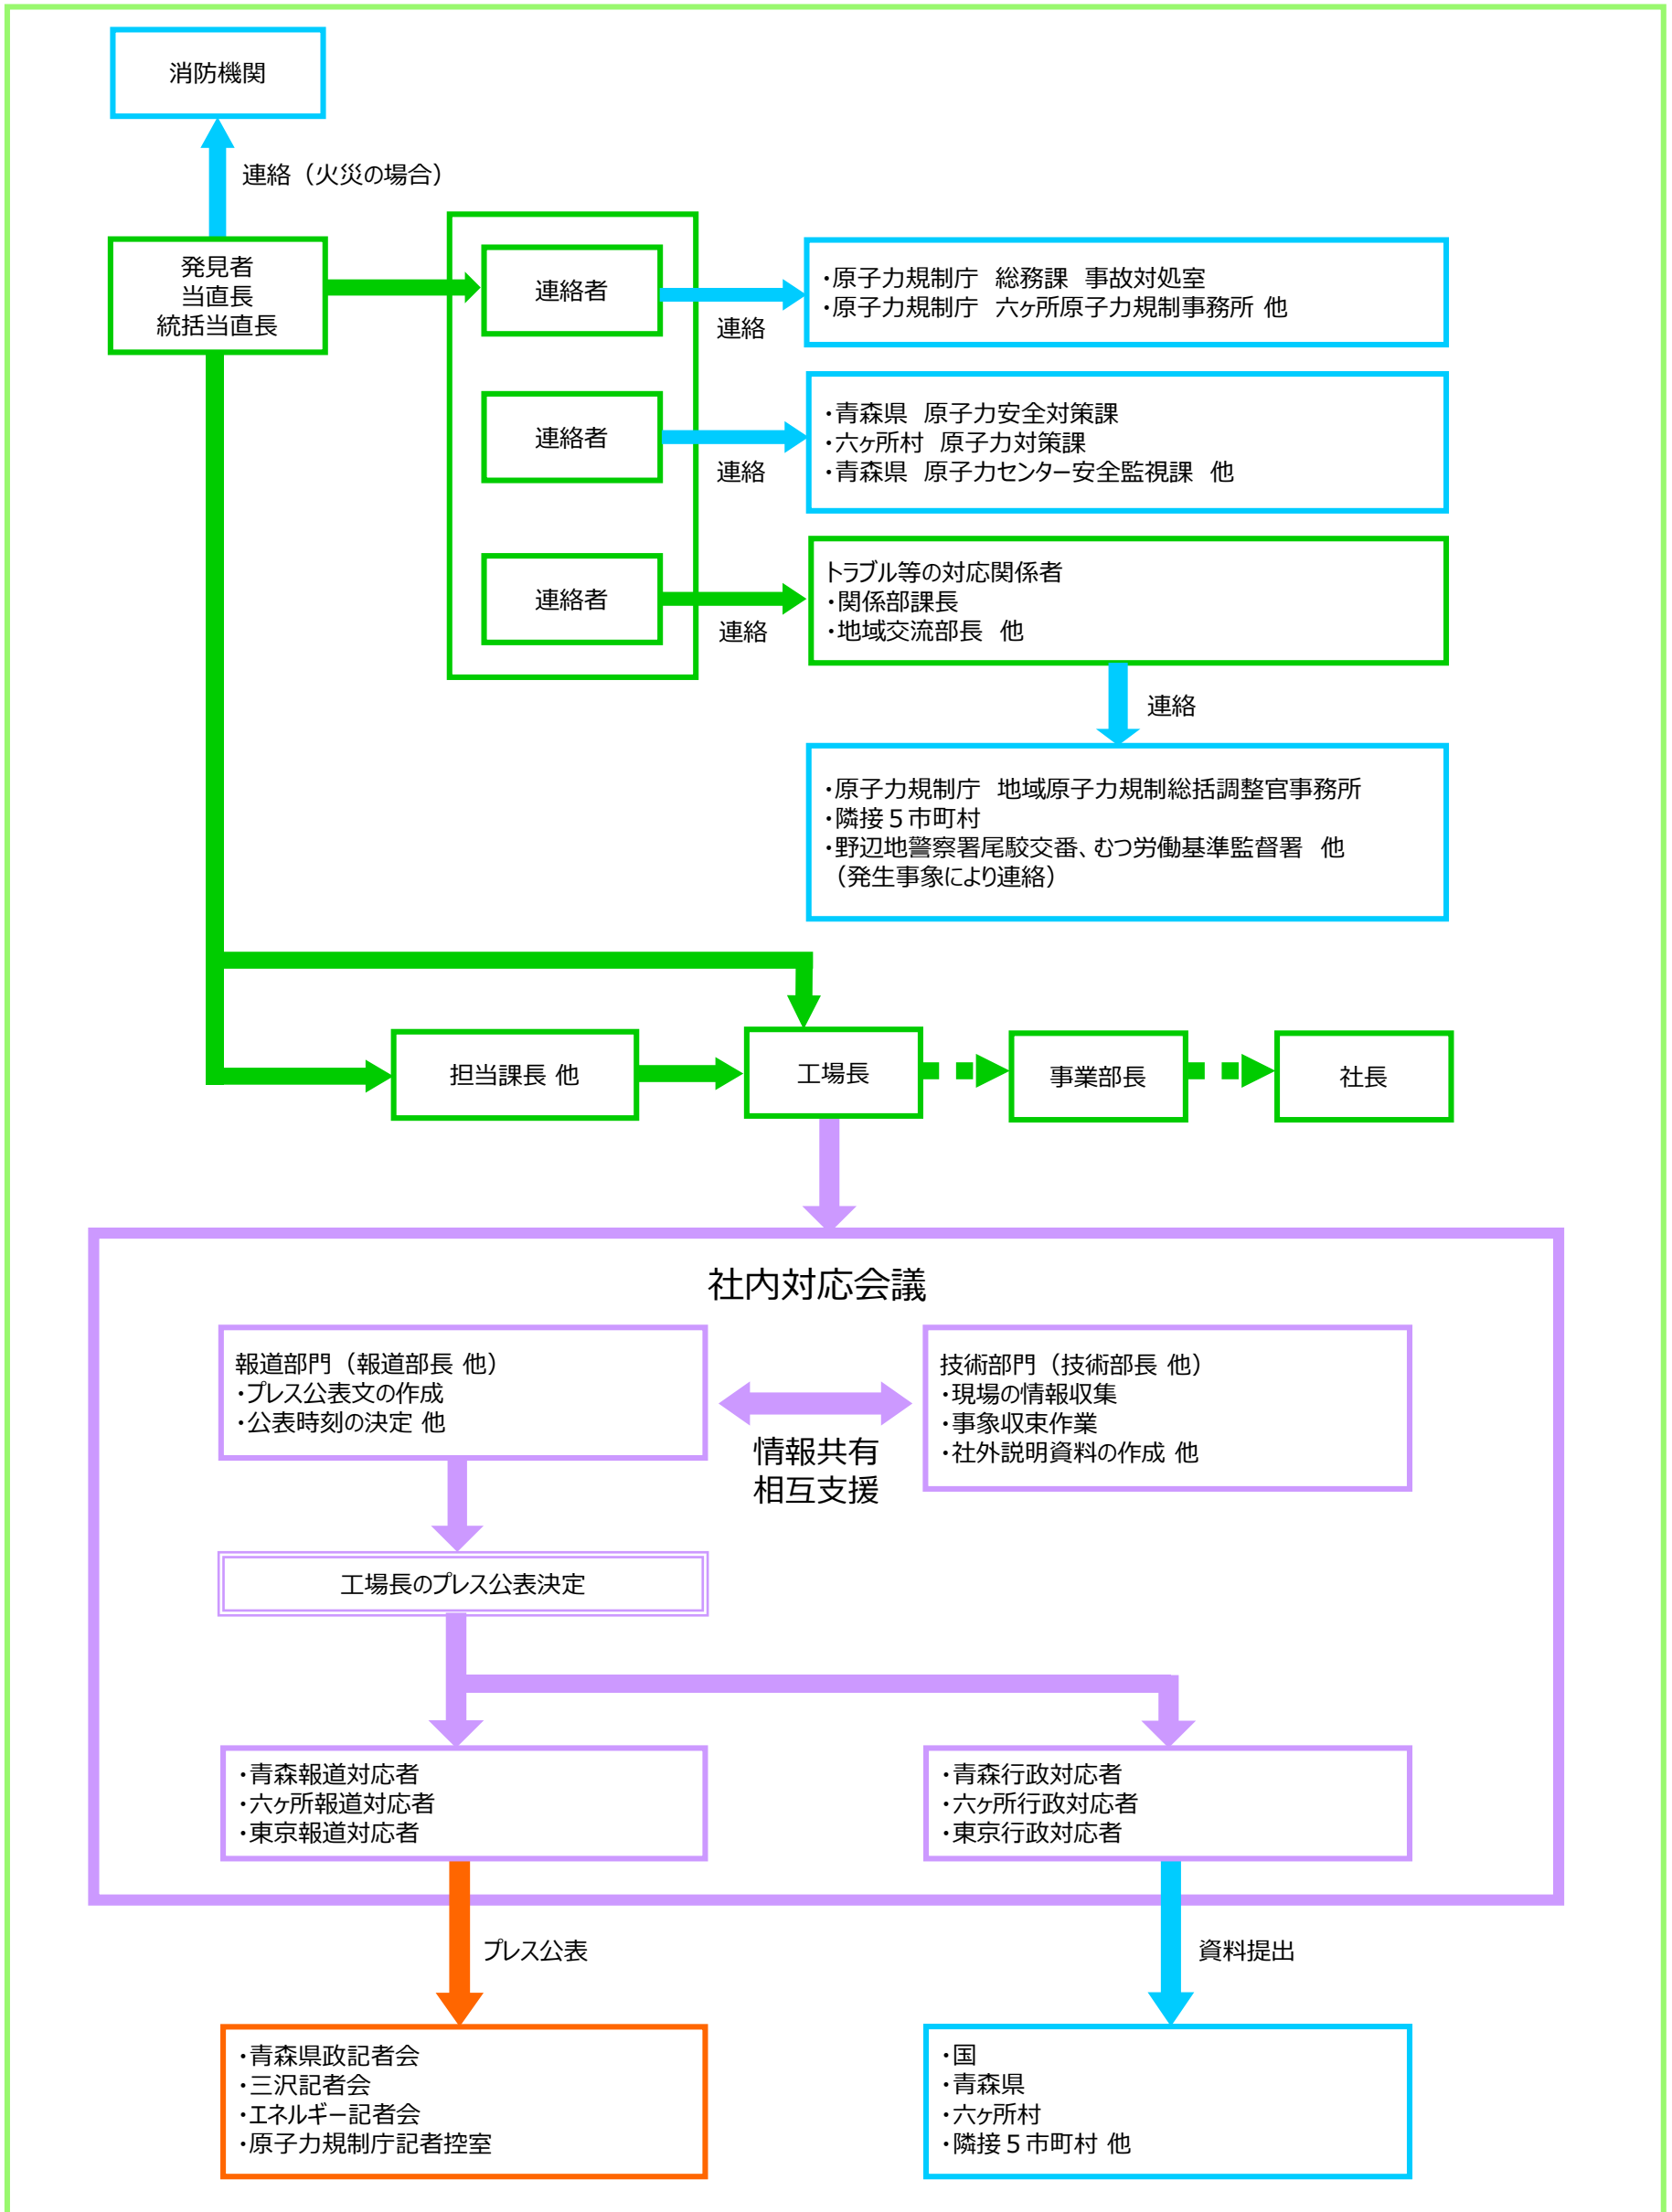 消防機関
連絡（火災の場合）
発見者
当直長
統括当直長
連絡者
連絡
・原子力規制庁　総務課　事故対処室
・原子力規制庁　六ヶ所原子力規制事務所 他
連絡者
連絡
・青森県　原子力安全対策課
・六ヶ所村　原子力対策課
・青森県　原子力センター安全監視課　他
連絡者
連絡
トラブル等の対応関係者
・関係部課長
・地域交流部長　他
連絡
・原子力規制庁　地域原子力規制総括調整官事務所
・隣接５市町村
・野辺地警察署尾駮交番、むつ労働基準監督署　他
（発生事象により連絡）
担当課長 他
工場長
事業部長
社長
社内対応会議
報道部門（報道部長 他）
・プレス公表文の作成
・公表時刻の決定 他
情報共有
相互支援
技術部門（技術部長 他）
・現場の情報収集
・事象収束作業
・社外説明資料の作成 他
工場長のプレス公表決定
・青森報道対応者
・六ヶ所報道対応者
・東京報道対応者
・青森行政対応者
・六ヶ所行政対応者
・東京行政対応者
プレス公表
資料提出
・青森県政記者会
・三沢記者会
・エネルギー記者会
・原子力規制庁記者控室
・国
・青森県
・六ヶ所村
・隣接５市町村 他